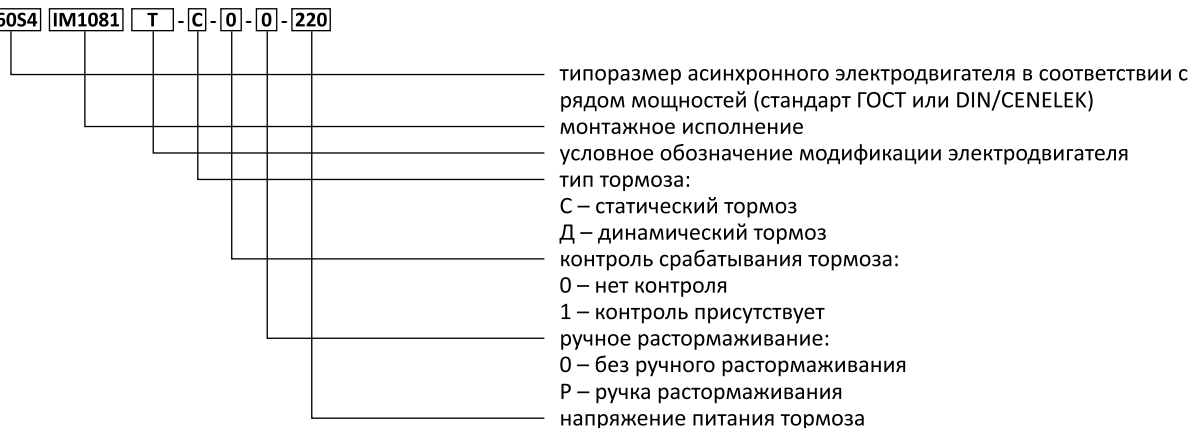 60S4 IM1081 Т - С - 0 - 0 - 220
типоразмер асинхронного электродвигателя в соответствии с
рядом мощностей (стандарт ГОСТ или DIN/CENELEK)
монтажное исполнение
условное обозначение модификации электродвигателя
тип тормоза:
С – статический тормоз
Д – динамический тормоз
контроль срабатывания тормоза:
0 – нет контроля
1 – контроль присутствует
ручное растормаживание:
0 – без ручного растормаживания
Р – ручка растормаживания
напряжение питания тормоза